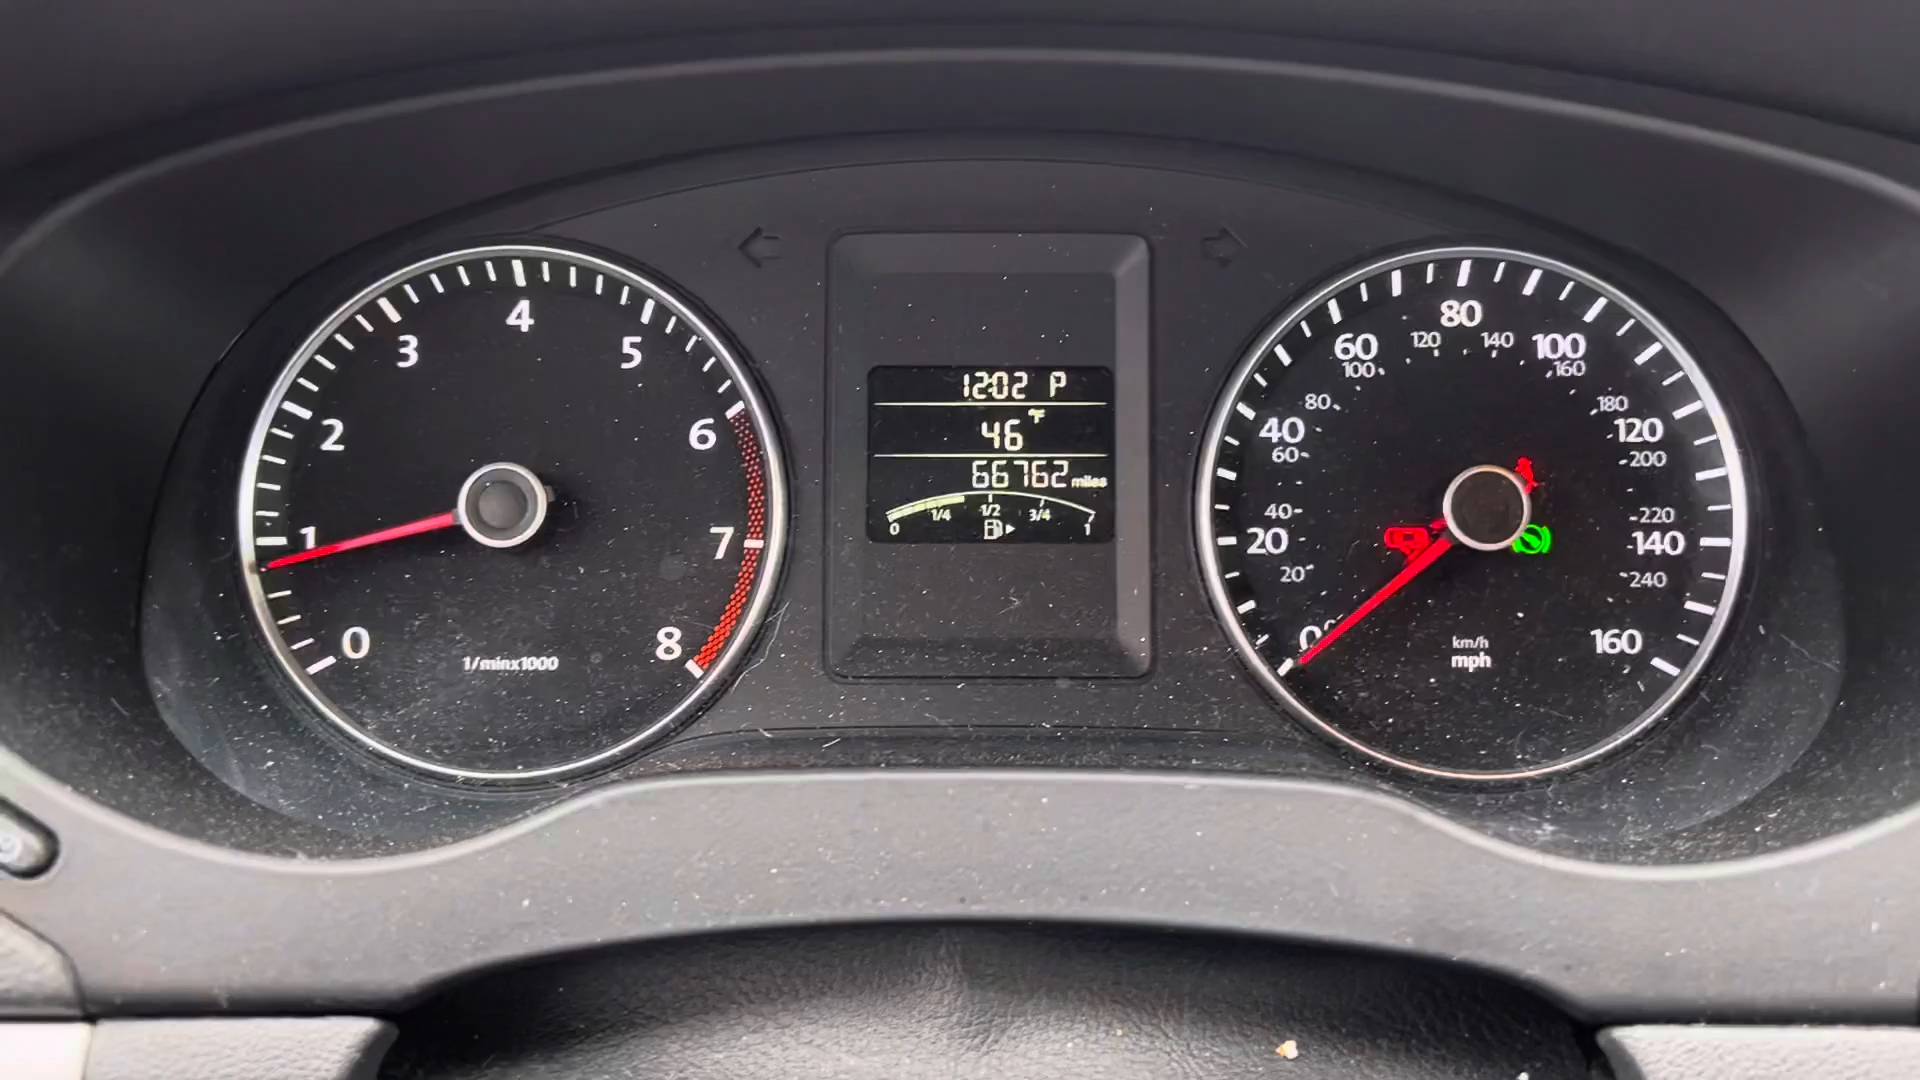 0 1 2 3 4 5 6 7 8
1/minx1000
12:02 P
46 °F
66762 miles
0 1/4 1/2 3/4 1
0 20 40 60 80 100 120 140 160
20 40 60 80 100 120 140 160 180 200 220 240
km/h
mph